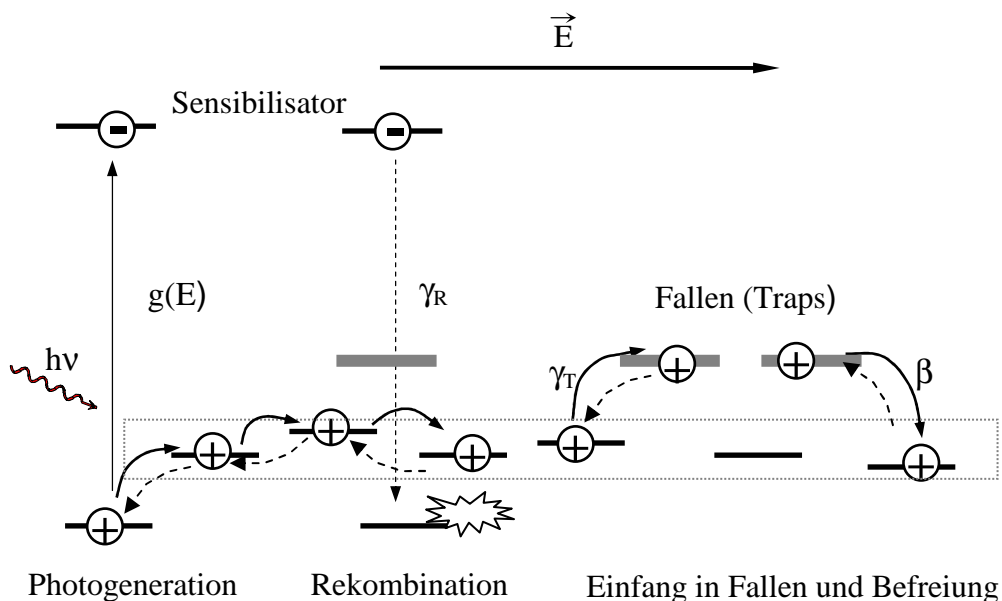 E
Sensibilisator
g(E)
γR
Fallen (Traps)
hν
γT
β
Photogeneration
Rekombination
Einfang in Fallen und Befreiung